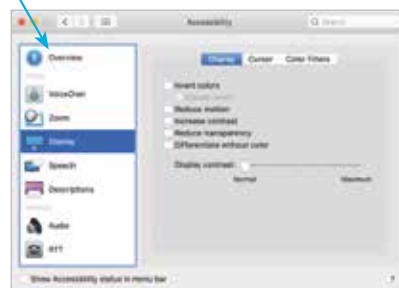 Accessibility
Search
Overview
VoiceOver
Zoom
Display
Speech
Descriptions
Audio
RTT
Display Cursor Color Filters
Invert colors
Reduce motion
Increase contrast
Reduce transparency
Differentiate without color
Display contrast:
Normal Maximum
Show Accessibility status in menu bar
?